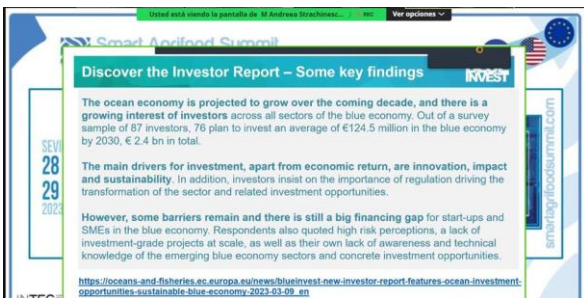 Usted está viendo la pantalla de M Andreea Strachinesc...
REC
Ver opciones
Smart Agrifood Summit
Discover the Investor Report – Some key findings
INVEST
The ocean economy is projected to grow over the coming decade, and there is a
growing interest of investors across all sectors of the blue economy. Out of a survey
sample of 87 investors, 76 plan to invest an average of €124.5 million in the blue economy
by 2030, € 2.4 bn in total.
The main drivers for investment, apart from economic return, are innovation, impact
and sustainability. In addition, investors insist on the importance of regulation driving the
transformation of the sector and related investment opportunities.
However, some barriers remain and there is still a big financing gap for start-ups and
SMEs in the blue economy. Respondents also quoted high risk perceptions, a lack of
investment-grade projects at scale, as well as their own lack of awareness and technical
knowledge of the emerging blue economy sectors and concrete investment opportunities.
https://oceans-and-fisheries.ec.europa.eu/news/blueinvest-new-investor-report-features-ocean-investment-
opportunities-sustainable-blue-economy-2023-03-09_en
SEVI
28
29
2023
smartagrifoodsummit.com